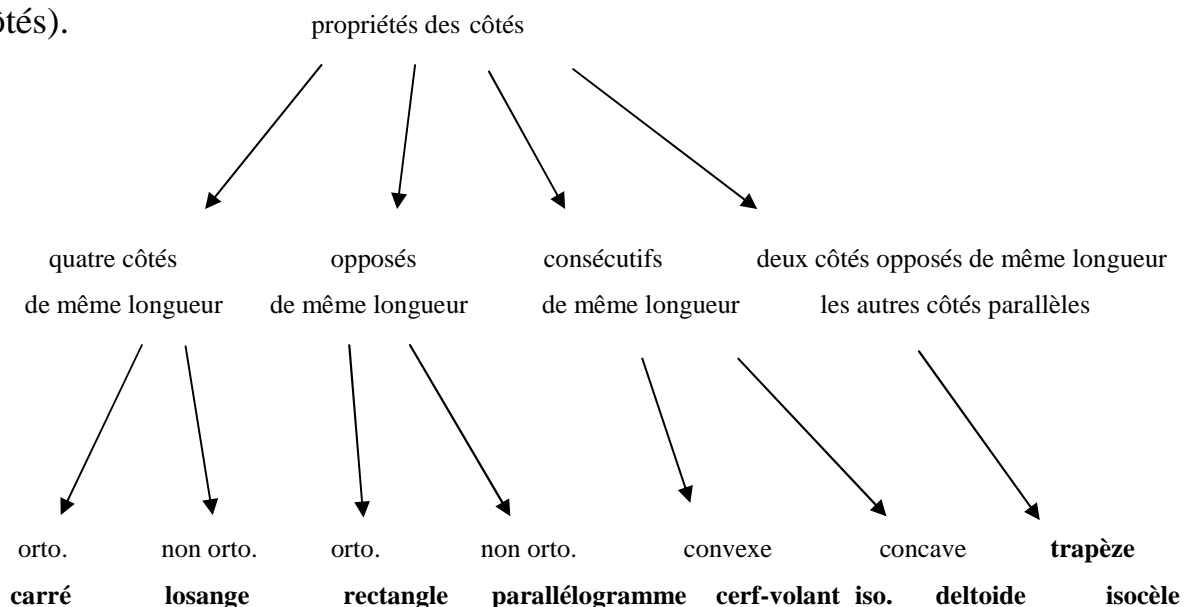 ôtés).
propriétés des côtés
quatre côtés opposés consécutifs deux côtés opposés de même longueur
de même longueur de même longueur de même longueur les autres côtés parallèles
orto. non orto. orto. non orto. convexe concave trapèze
carré losange rectangle parallélogramme cerf-volant iso. deltoide isocèle